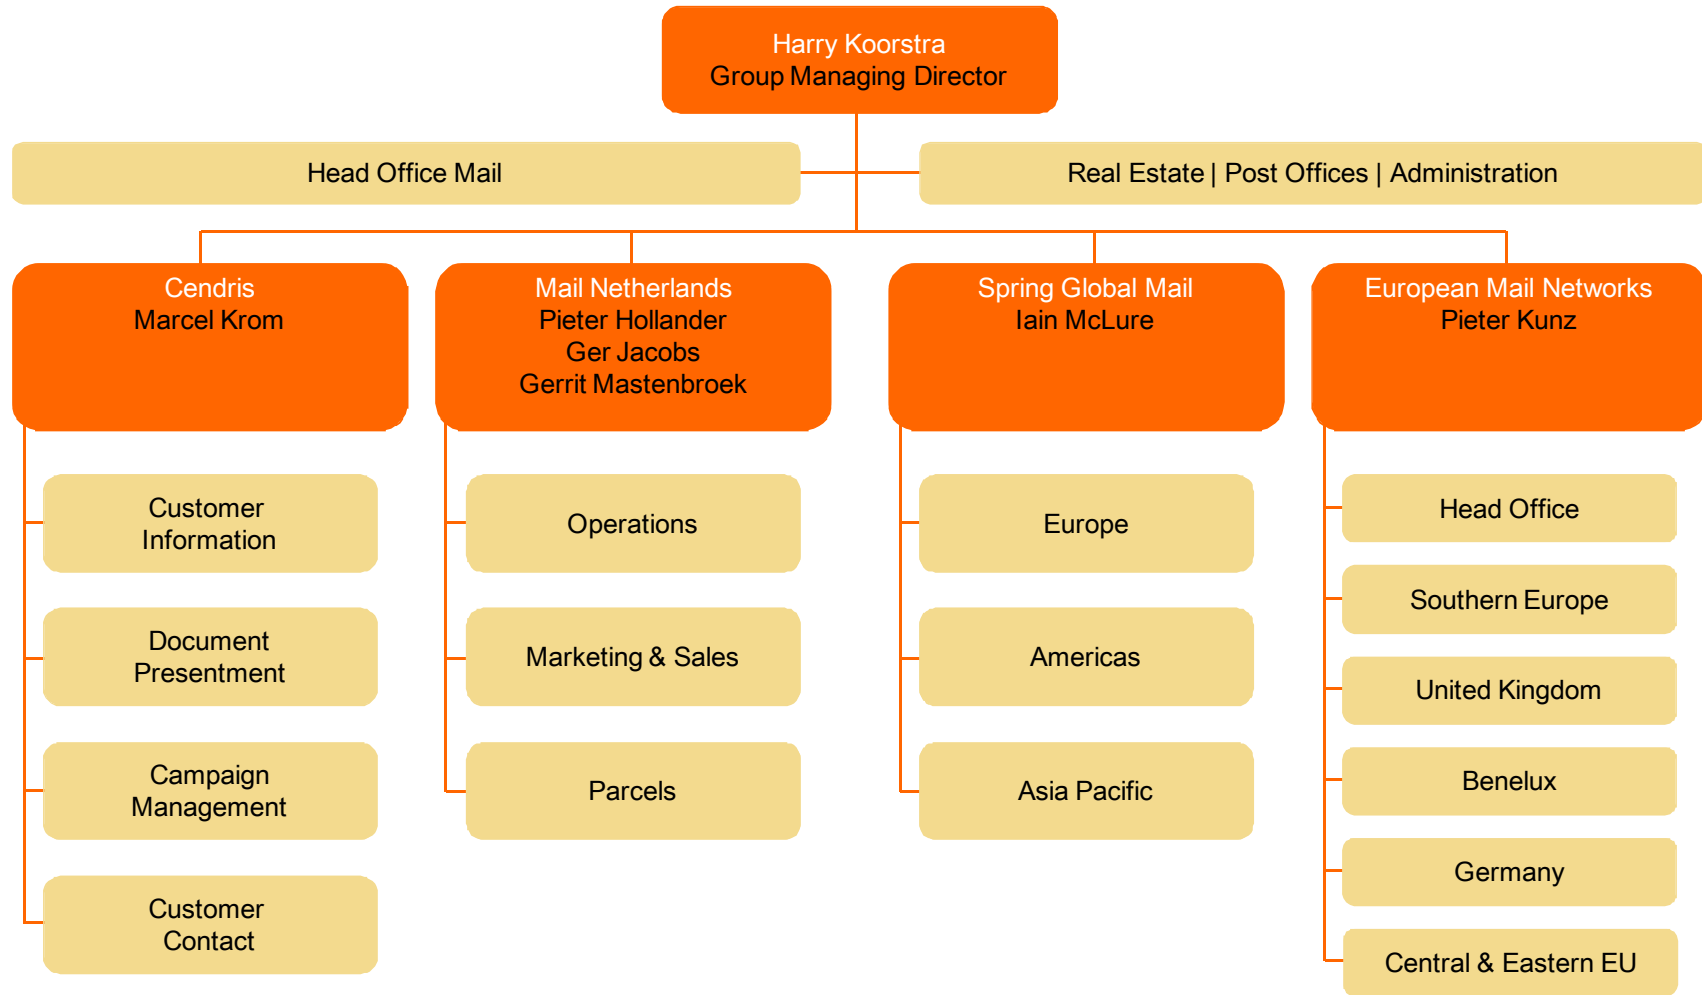 Harry Koorstra
Group Managing Director
Head Office Mail
Real Estate | Post Offices | Administration
Cendris
Marcel Krom
Mail Netherlands
Pieter Hollander
Ger Jacobs
Gerrit Mastenbroek
Spring Global Mail
Iain McLure
European Mail Networks
Pieter Kunz
Customer
Information
Document
Presentment
Campaign
Management
Customer
Contact
Operations
Marketing & Sales
Parcels
Europe
Americas
Asia Pacific
Head Office
Southern Europe
United Kingdom
Benelux
Germany
Central & Eastern EU